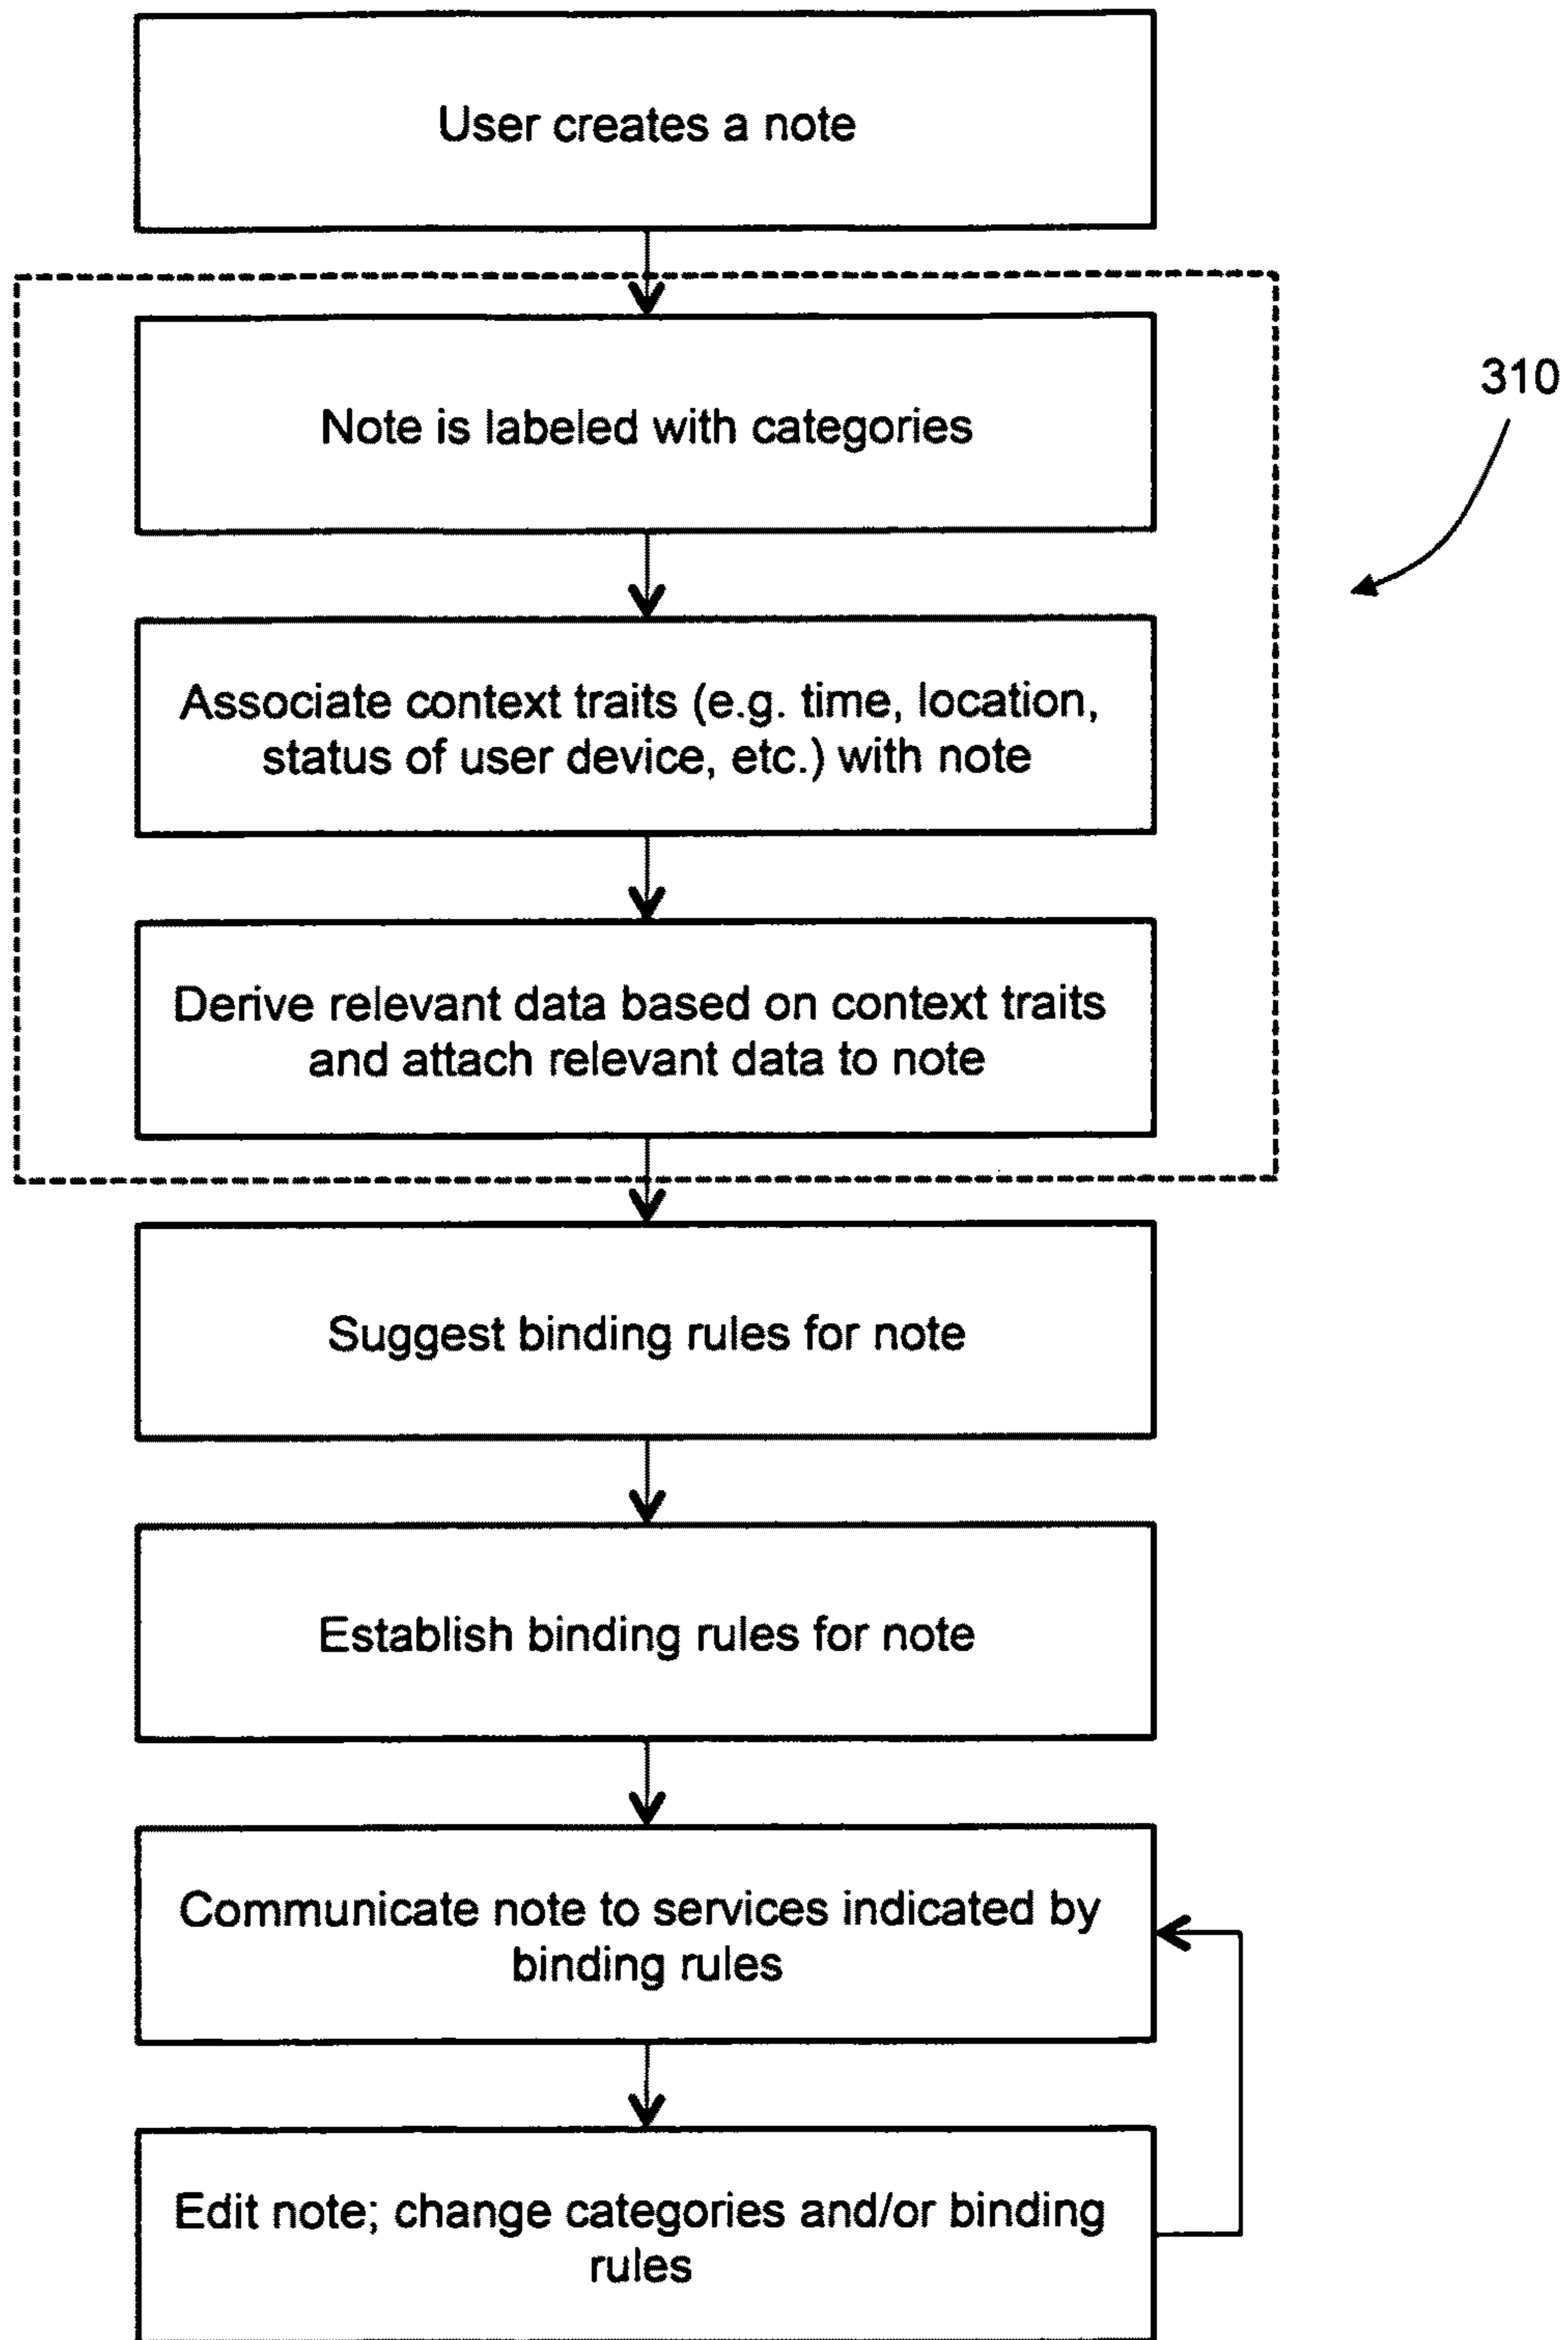 User creates a note
Note is labeled with categories
310
Associate context traits (e.g. time, location,
status of user device, etc.) with note
Derive relevant data based on context traits
and attach relevant data to note
Suggest binding rules for note
Establish binding rules for note
Communicate note to services indicated by
binding rules
Edit note; change categories and/or binding
rules